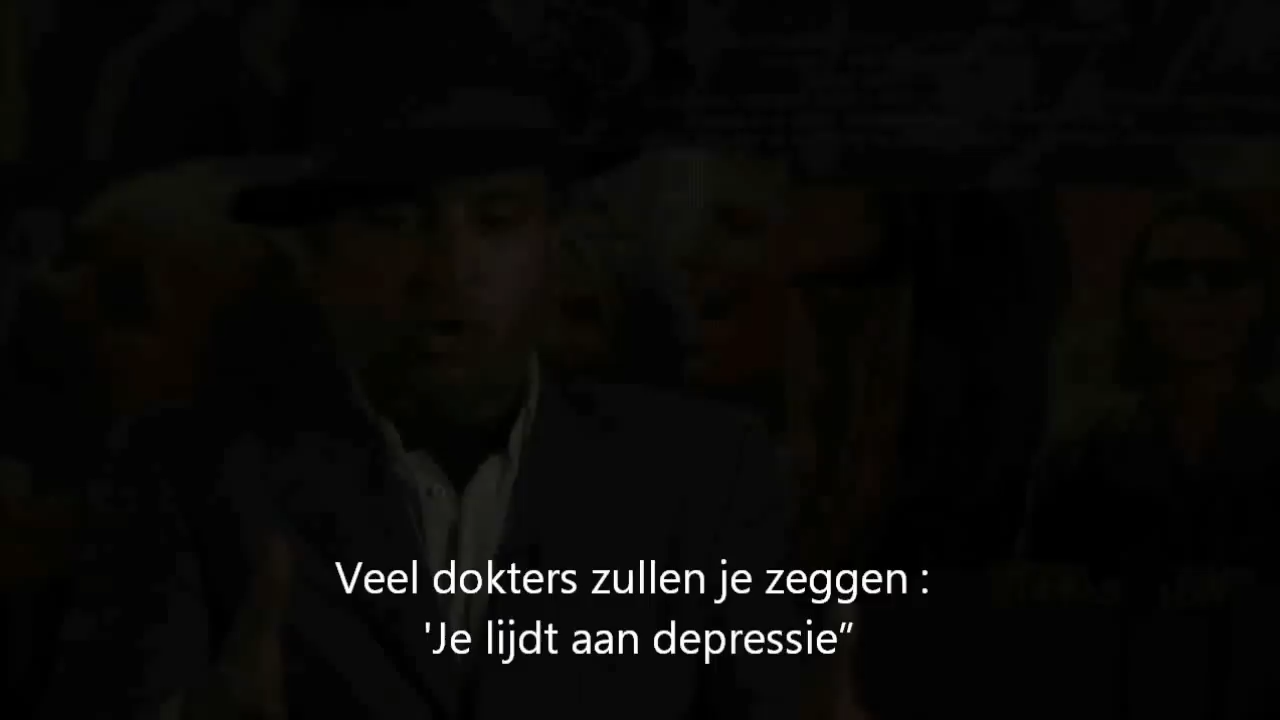 Veel dokters zullen je zeggen :
'Je lijdt aan depressie”